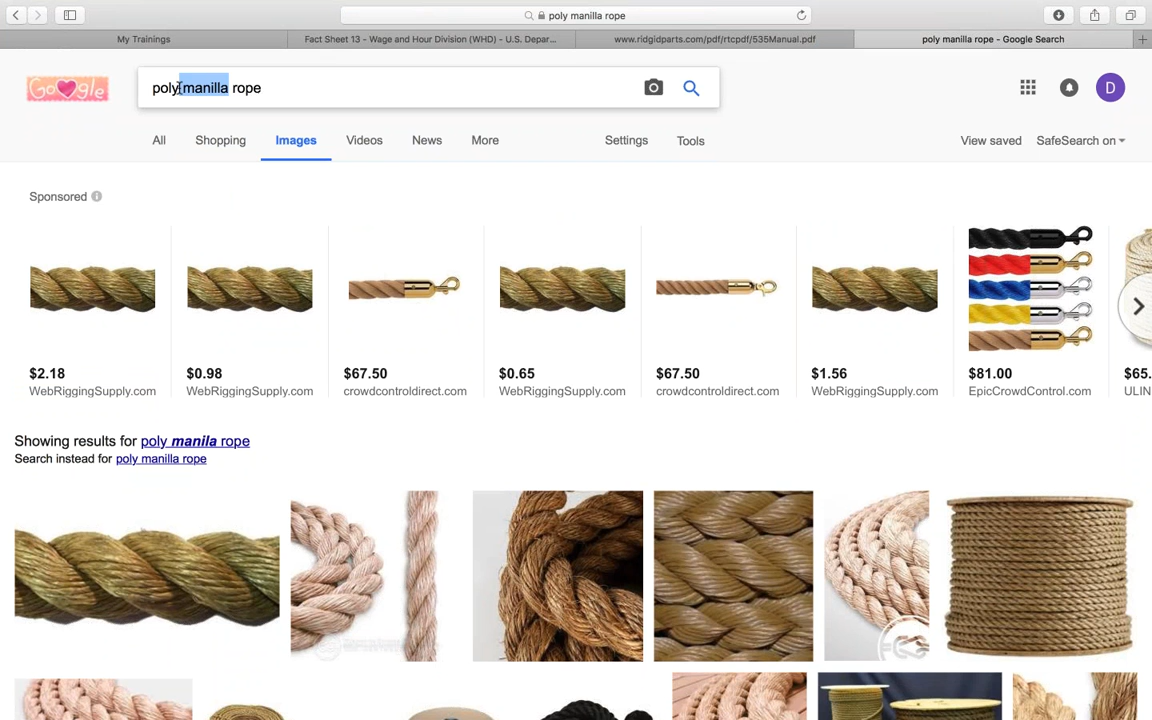 poly manilla rope
My Trainings
Fact Sheet 13 - Wage and Hour Division (WHD) - U.S. Depar...
www.ridgidparts.com/pdf/rtcpdf/535Manual.pdf
poly manilla rope - Google Search
Google
poly manilla rope
D
All
Shopping
Images
Videos
News
More
Settings
Tools
View saved
SafeSearch on
Sponsored
$2.18
WebRiggingSupply.com
$0.98
WebRiggingSupply.com
$67.50
crowdcontroldirect.com
$0.65
WebRiggingSupply.com
$67.50
crowdcontroldirect.com
$1.56
WebRiggingSupply.com
$81.00
EpicCrowdControl.com
$65.
ULIN
Showing results for poly manila rope
Search instead for poly manilla rope